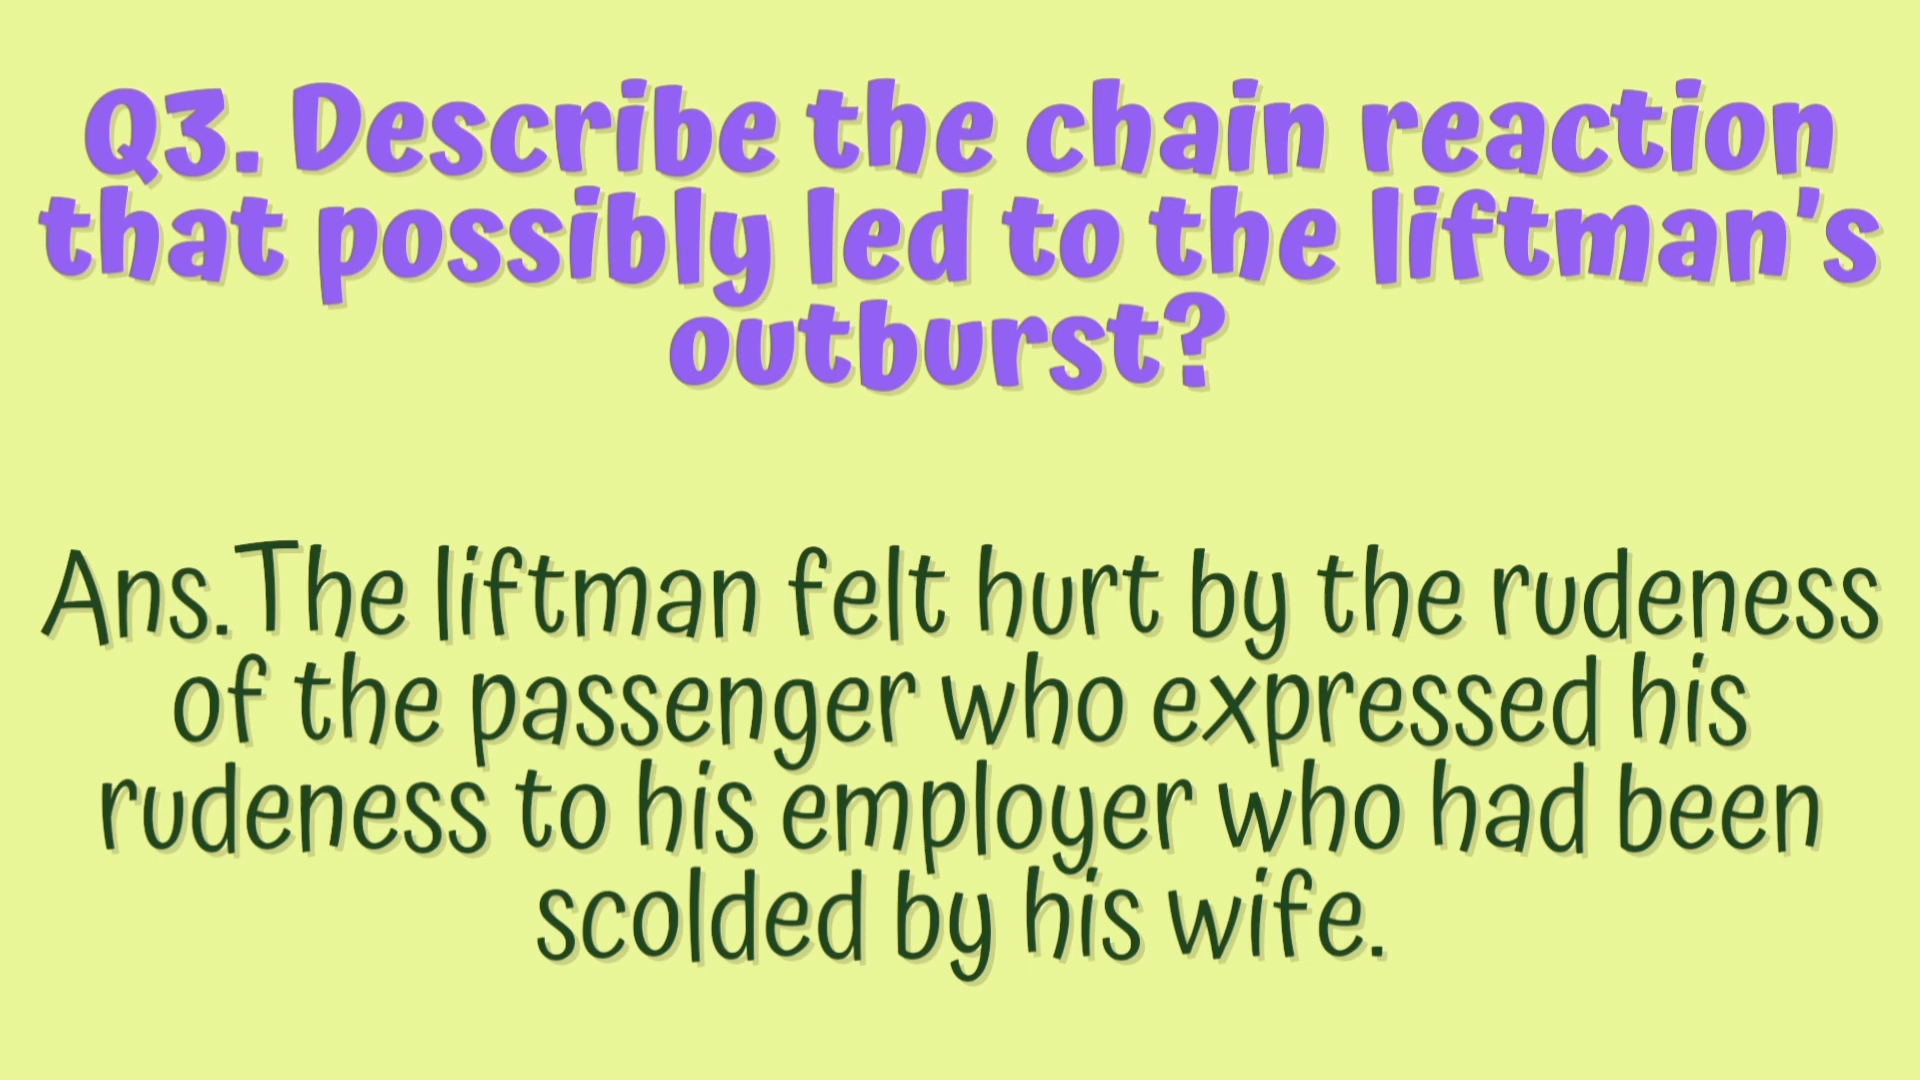 Q3. Describe the chain reaction
that possibly led to the liftman's
outburst?
Ans.The liftman felt hurt by the rudeness
of the passenger who expressed his
rudeness to his employer who had been
scolded by his wife.